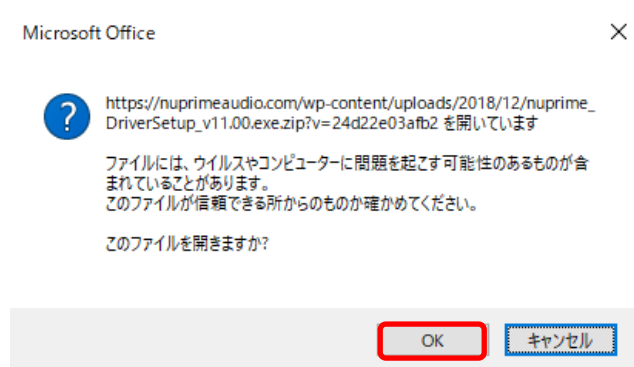 Microsoft Office
https://nuprimeaudio.com/wp-content/uploads/2018/12/nuprime_
DriverSetup_v11.00.exe.zip?v=24d22e03afb2 を開いています
ファイルには、ウイルスやコンピューターに問題を起こす可能性のあるものが含
まれていることがあります。
このファイルが信頼できる所からのものか確かめてください。
このファイルを開きますか?
OK キャンセル